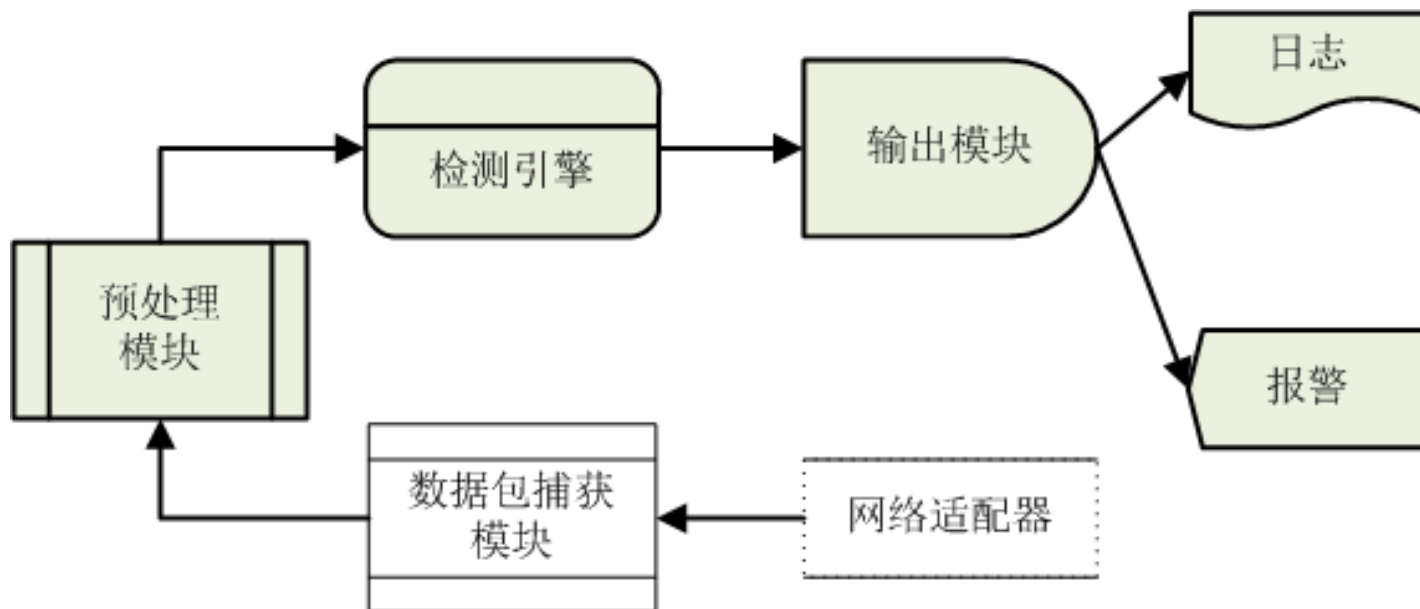 日志
检测引擎
输出模块
预处理
模块
报警
数据包捕获
模块
网络适配器